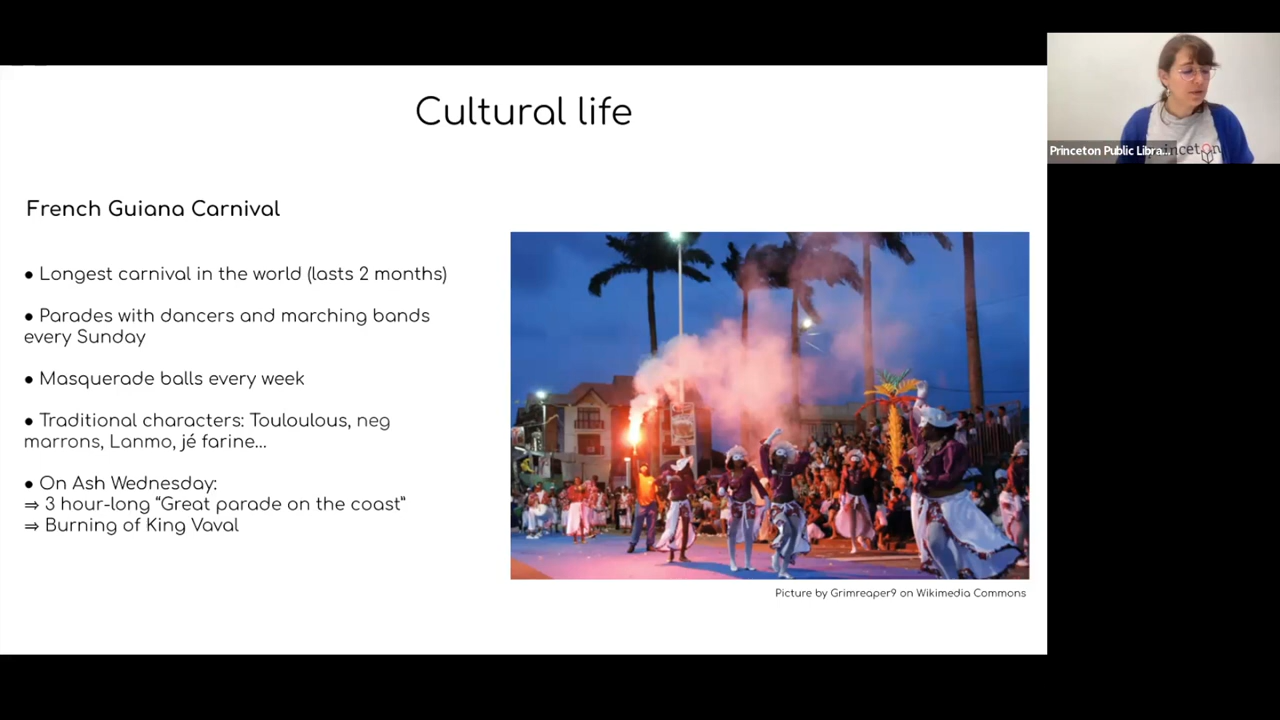 Cultural life
French Guiana Carnival
● Longest carnival in the world (lasts 2 months)
● Parades with dancers and marching bands
every Sunday
● Masquerade balls every week
● Traditional characters: Touloulous, neg
marrons, Lanmo, jé farine...
● On Ash Wednesday:
⇒ 3 hour-long “Great parade on the coast”
⇒ Burning of King Vaval
Picture by Grimreaper9 on Wikimedia Commons
Princeton Public Libra...